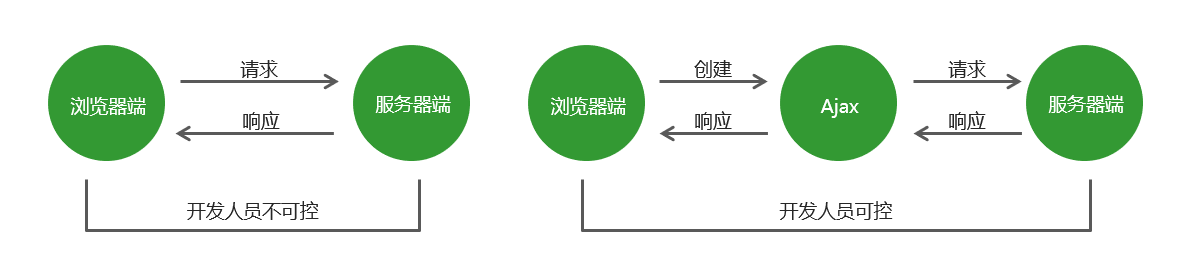 浏览器端
请求
响应
服务器端
开发人员不可控
浏览器端
创建
响应
Ajax
请求
响应
服务器端
开发人员可控